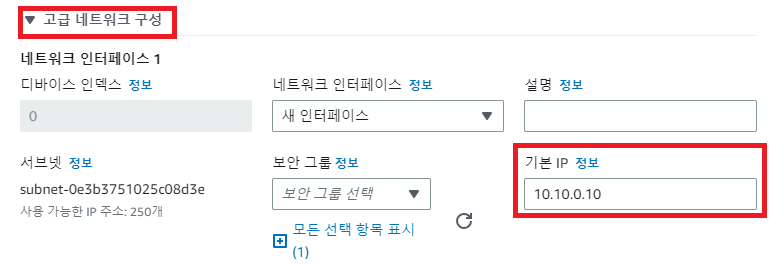 ▼ 고급 네트워크 구성
네트워크 인터페이스 1
디바이스 인덱스 정보
0
네트워크 인터페이스 정보
새 인터페이스
설명 정보
서브넷 정보
subnet-0e3b3751025c08d3e
사용 가능한 IP 주소: 250개
보안 그룹 정보
보안 그룹 선택
모든 선택 항목 표시
(1)
기본 IP 정보
10.10.0.10